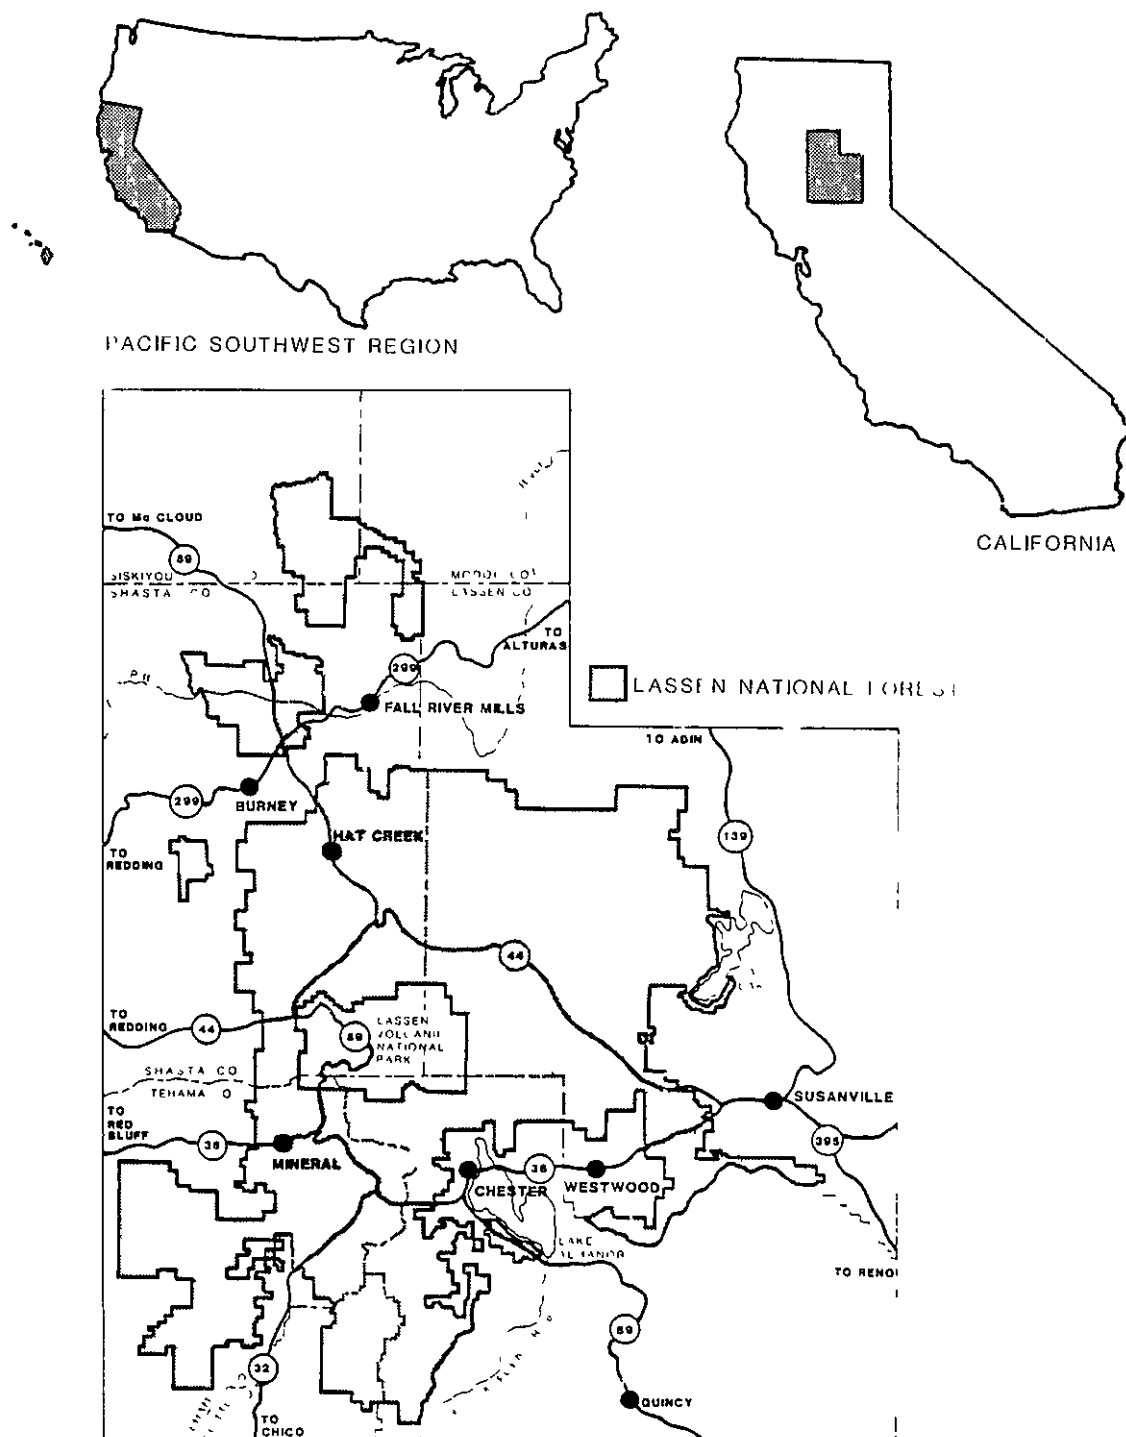 PACIFIC SOUTHWEST REGION
CALIFORNIA
TO Mc CLOUD
89
SISKIYOU
SHASTA CO
MODOC CO
LASSEN CO
TO
ALTURAS
299
FALL RIVER MILLS
LASSEN NATIONAL FOREST
TO ADIN
299
BURNEY
HAT CREEK
139
TO
REDDING
44
TO
REDDING
44
89
LASSEN
VOLCANIC
NATIONAL
PARK
SHASTA CO
TEHAMA
TO
RED
BLUFF
36
MINERAL
SUSANVILLE
395
36
CHESTER
WESTWOOD
LAKE
ALMANOR
TO RENO
89
32
TO
CHICO
QUINCY